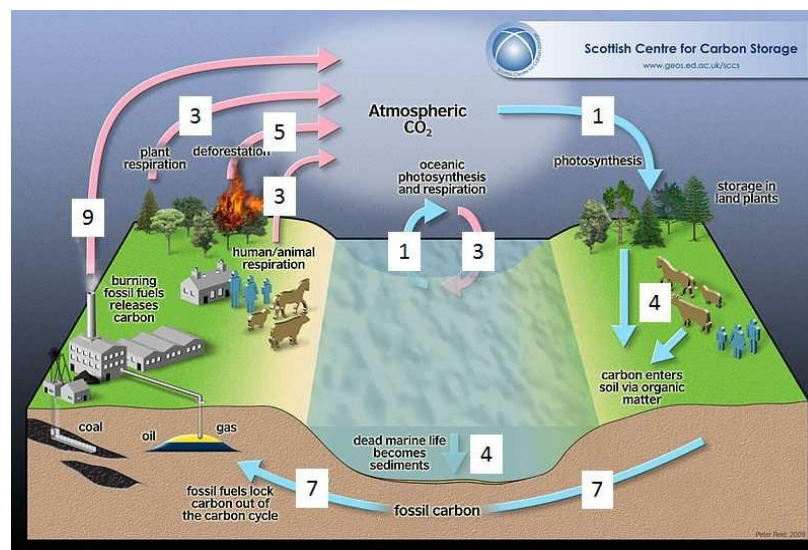 Scottish Centre for Carbon Storage
www.geos.ed.ac.uk/sccs
Atmospheric
CO₂
1
3
5
plant
respiration
deforestation
photosynthesis
oceanic
photosynthesis
and respiration
storage in
land plants
9
3
human/animal
respiration
1
3
burning
fossil fuels
releases
carbon
4
carbon enters
soil via organic
matter
coal
oil
gas
dead marine life
becomes
sediments
4
7
7
fossil fuels lock
carbon out of
the carbon cycle
fossil carbon
Peter Reid, 2009